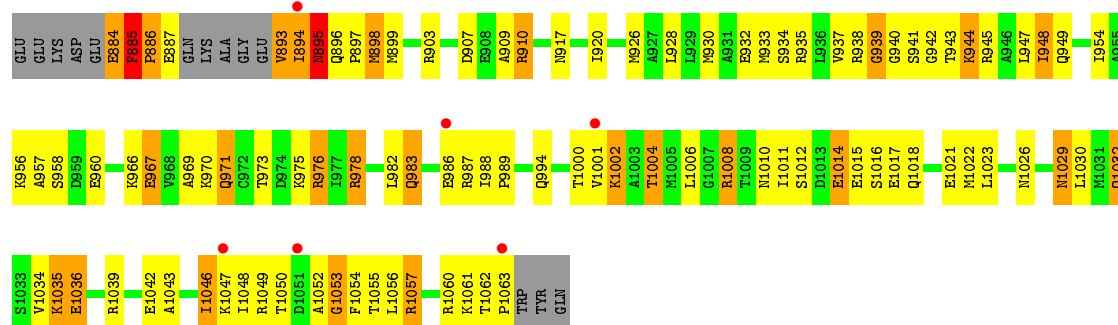 GLU GLU LYS ASP GLU E884 F885 P886 E887 GLN LYS ALA GLY GLU V893 I894 N895 Q896 P897 M898 M899 R903 D907 E908 A909 R910 N917 I920 M926 A927 L928 L929 M930 A931 E932 M933 S934 R935 L936 V937 R938 G939 G940 S941 G942 T943 K944 R945 A946 L947 I948 Q949 I954 A955
K956 A957 S958 D959 E960 K966 E967 V968 A969 K970 Q971 C972 T973 D974 K975 R976 I977 R978 L982 Q983 E986 R987 I988 P989 Q994 T1000 V1001 K1002 A1003 T1004 M1005 L1006 G1007 R1008 T1009 N1010 I1011 S1012 D1013 E1014 E1015 S1016 E1017 Q1018 E1021 M1022 L1023 N1026 N1029 L1030 M1031 Q1032
S1033 V1034 K1035 E1036 R1039 E1042 A1043 I1046 K1047 I1048 R1049 T1050 D1051 A1052 G1053 F1054 T1055 L1056 R1057 R1060 K1061 T1062 P1063 TRP TYR GLN